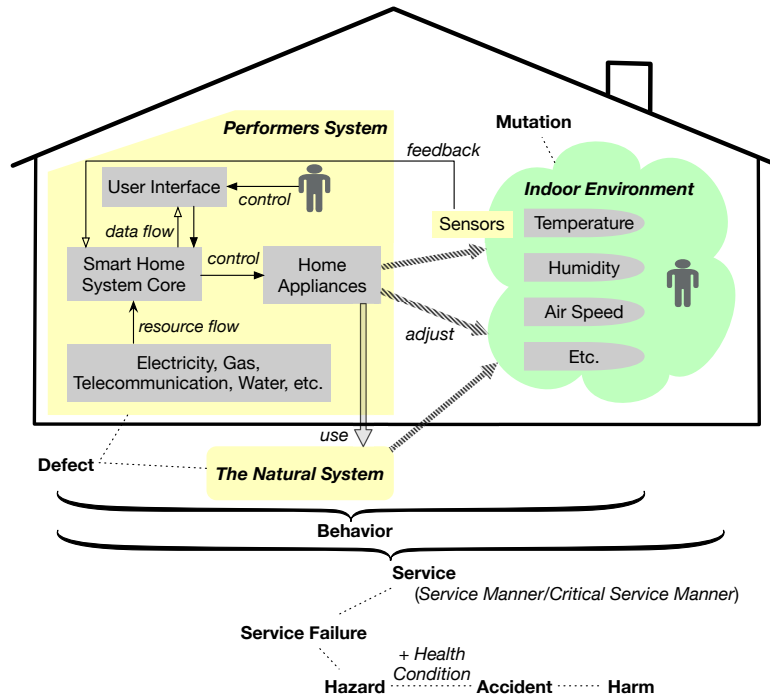 Performers System
Mutation
feedback
User Interface
control
Indoor Environment
Sensors
Temperature
data flow
Smart Home
System Core
control
Home
Appliances
Humidity
Air Speed
resource flow
adjust
Etc.
Electricity, Gas,
Telecommunication, Water, etc.
use
Defect
The Natural System
Behavior
Service
(Service Manner/Critical Service Manner)
Service Failure
+ Health
Condition
Hazard
Accident
Harm